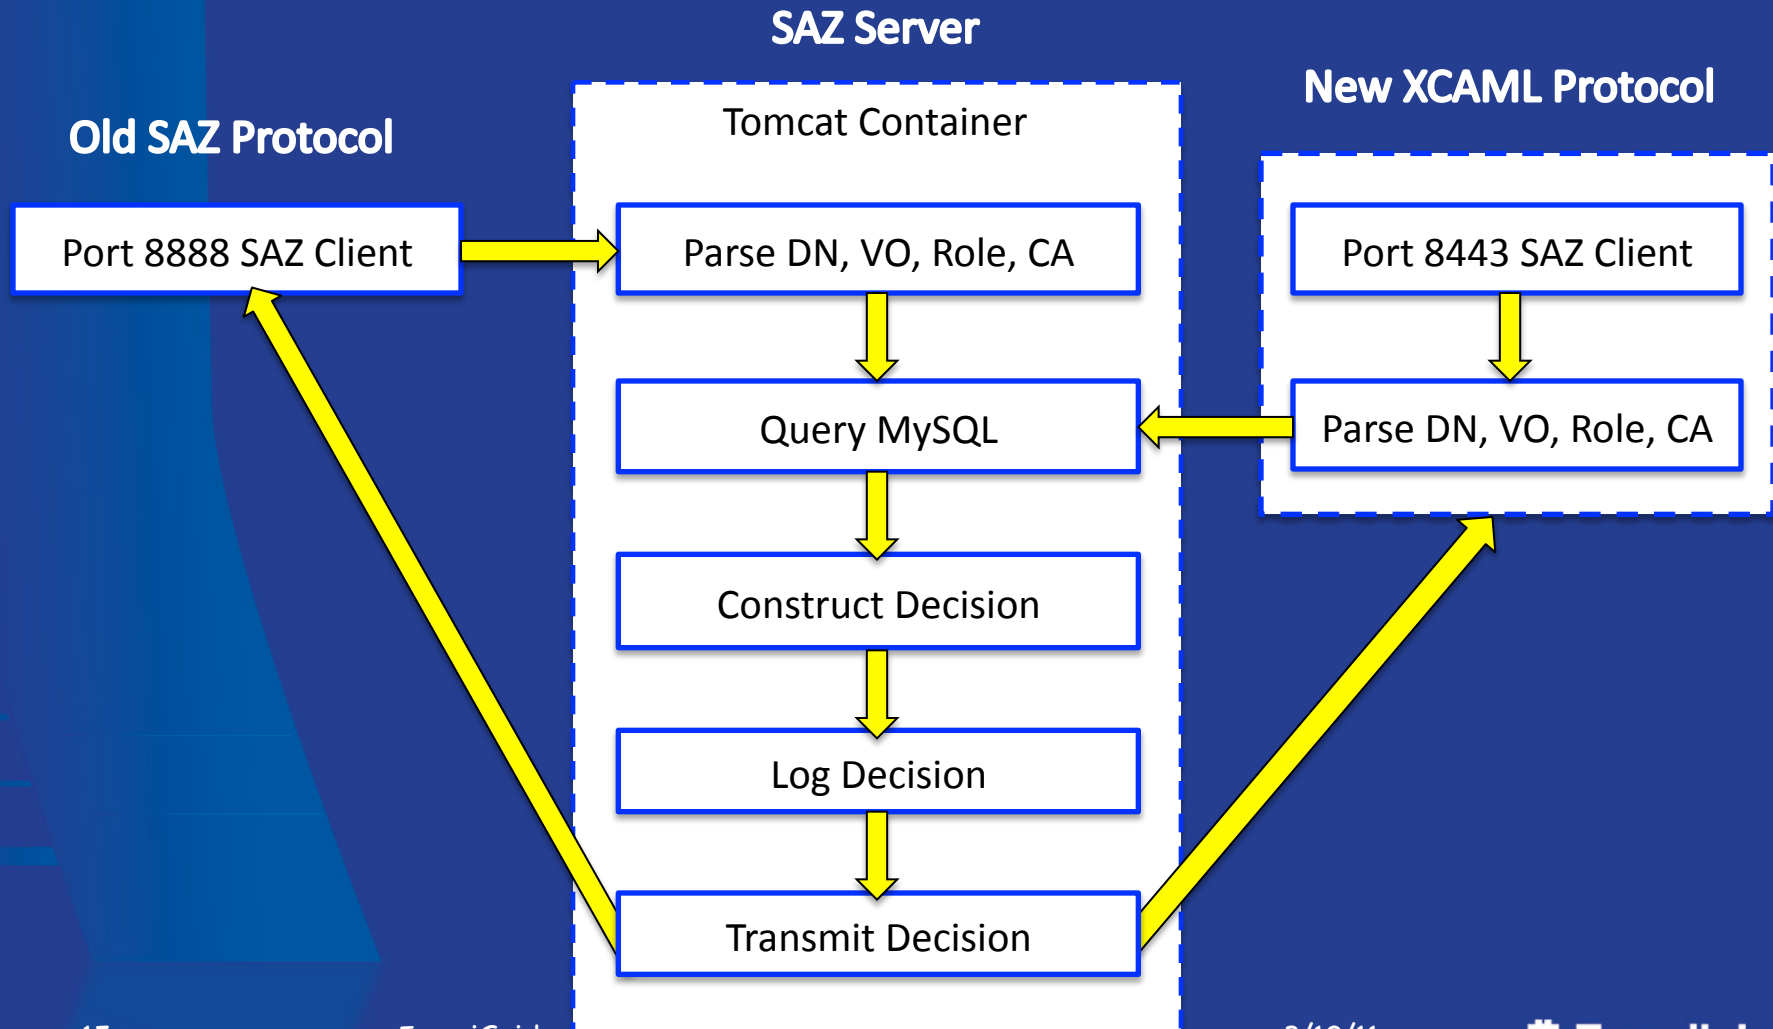 SAZ Server
New XCAML Protocol
Old SAZ Protocol
Tomcat Container
Port 8888 SAZ Client
Parse DN, VO, Role, CA
Port 8443 SAZ Client
Query MySQL
Parse DN, VO, Role, CA
Construct Decision
Log Decision
Transmit Decision